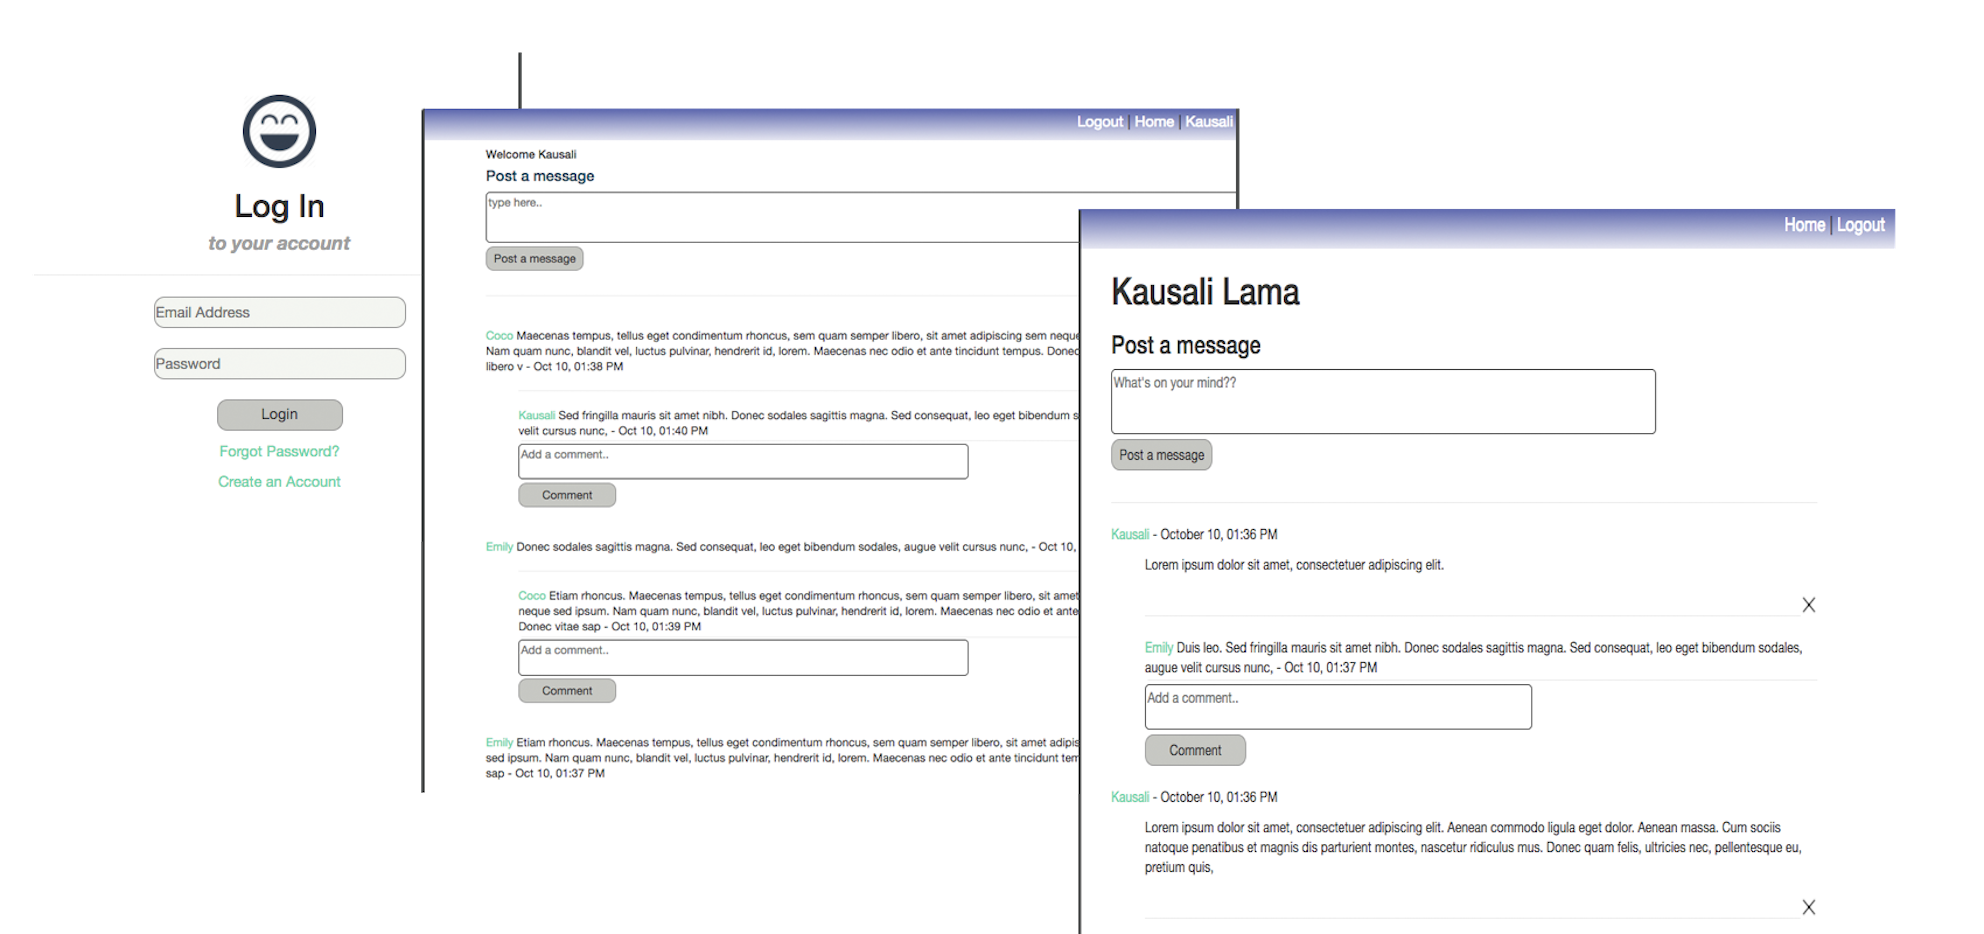 Log In
to your account
Email Address
Password
Login
Forgot Password?
Create an Account
Logout | Home | Kausali
Welcome Kausali
Post a message
type here..
Post a message
Coco Maecenas tempus, tellus eget condimentum rhoncus, sem quam semper libero, sit amet adipiscing sem neque
Nam quam nunc, blandit vel, luctus pulvinar, hendrerit id, lorem. Maecenas nec odio et ante tincidunt tempus. Donec
libero v - Oct 10, 01:38 PM
Kausali Sed fringilla mauris sit amet nibh. Donec sodales sagittis magna. Sed consequat, leo eget bibendum s
velit cursus nunc, - Oct 10, 01:40 PM
Add a comment..
Comment
Emily Donec sodales sagittis magna. Sed consequat, leo eget bibendum sodales, augue velit cursus nunc, - Oct 10,
Coco Etiam rhoncus. Maecenas tempus, tellus eget condimentum rhoncus, sem quam semper libero, sit amet
neque sed ipsum. Nam quam nunc, blandit vel, luctus pulvinar, hendrerit id, lorem. Maecenas nec odio et ante
Donec vitae sap - Oct 10, 01:39 PM
Add a comment..
Comment
Emily Etiam rhoncus. Maecenas tempus, tellus eget condimentum rhoncus, sem quam semper libero, sit amet adipis
sed ipsum. Nam quam nunc, blandit vel, luctus pulvinar, hendrerit id, lorem. Maecenas nec odio et ante tincidunt tem
sap - Oct 10, 01:37 PM
Home | Logout
Kausali Lama
Post a message
What's on your mind??
Post a message
Kausali - October 10, 01:36 PM
Lorem ipsum dolor sit amet, consectetuer adipiscing elit.
X
Emily Duis leo. Sed fringilla mauris sit amet nibh. Donec sodales sagittis magna. Sed consequat, leo eget bibendum sodales,
augue velit cursus nunc, - Oct 10, 01:37 PM
Add a comment..
Comment
Kausali - October 10, 01:36 PM
Lorem ipsum dolor sit amet, consectetuer adipiscing elit. Aenean commodo ligula eget dolor. Aenean massa. Cum sociis
natoque penatibus et magnis dis parturient montes, nascetur ridiculus mus. Donec quam felis, ultricies nec, pellentesque eu,
pretium quis,
X